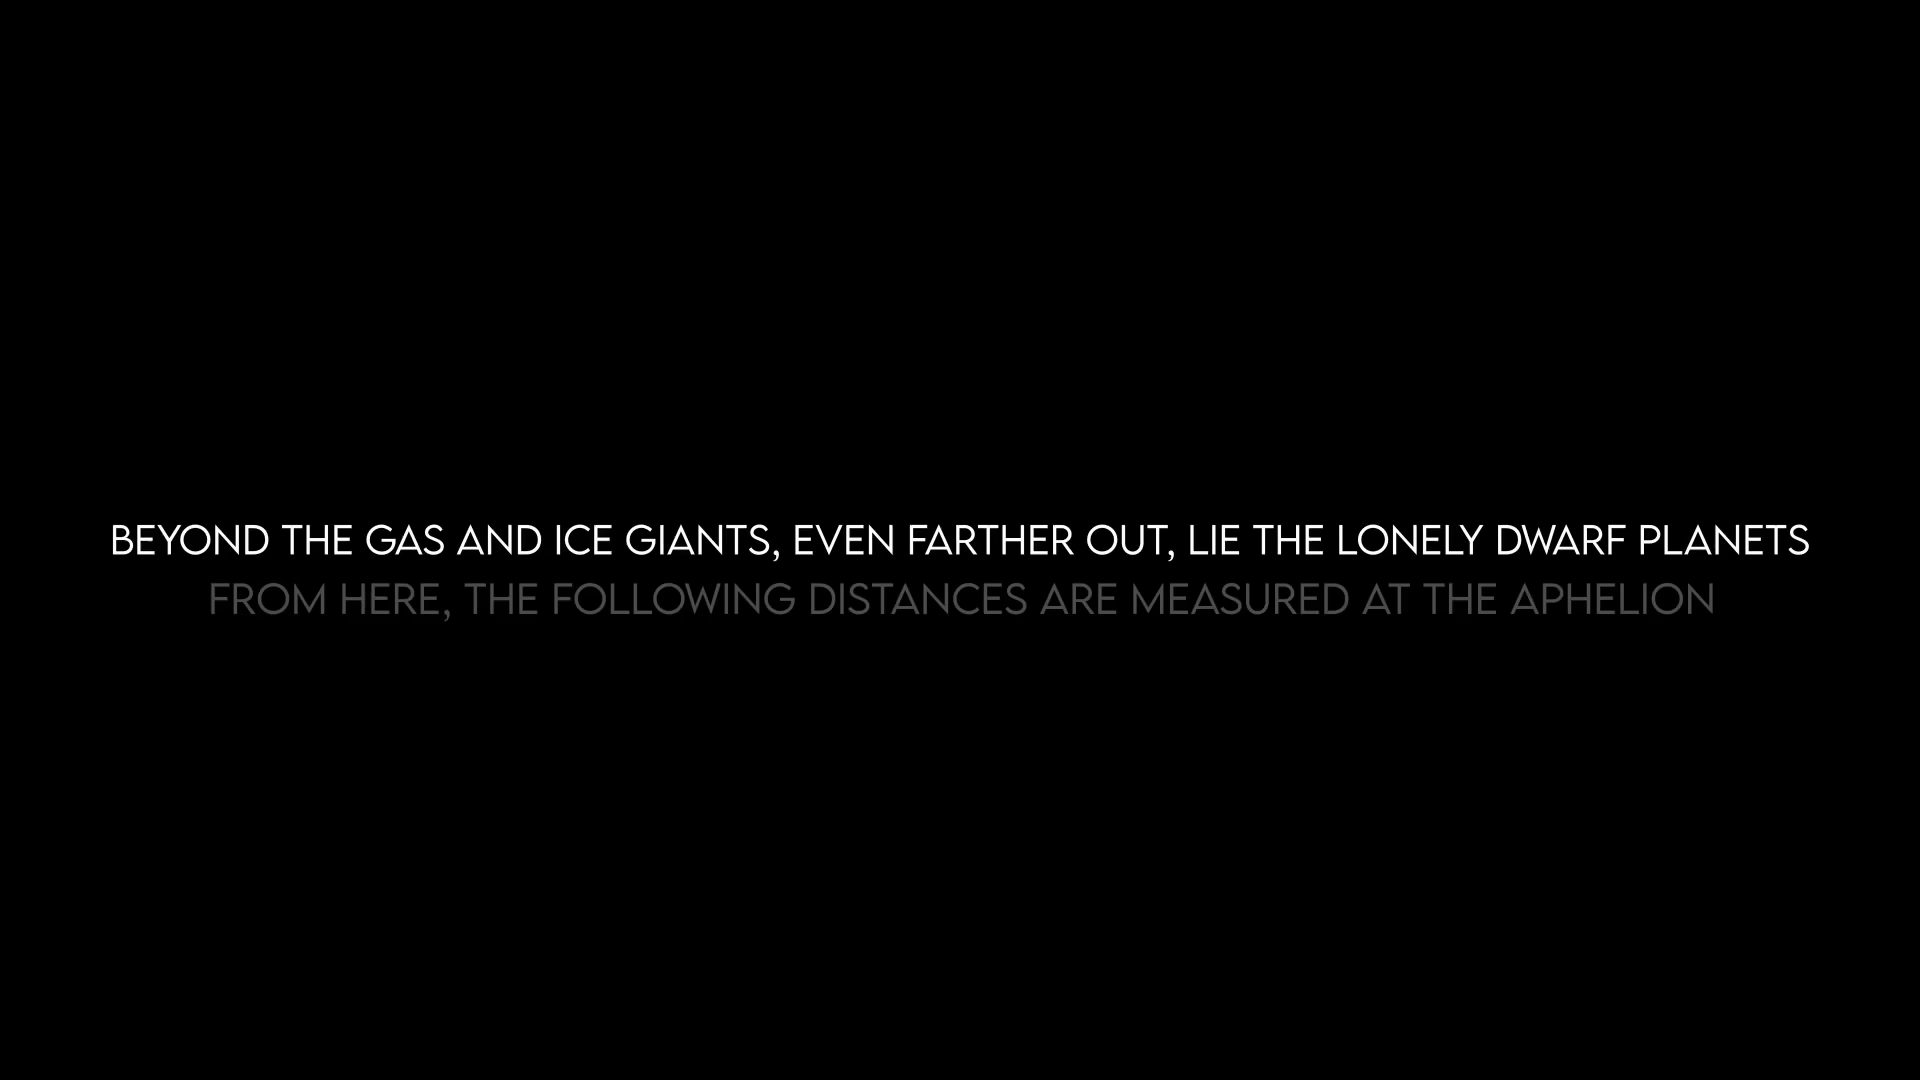 BEYOND THE GAS AND ICE GIANTS, EVEN FARTHER OUT, LIE THE LONELY DWARF PLANETS
FROM HERE, THE FOLLOWING DISTANCES ARE MEASURED AT THE APHELION